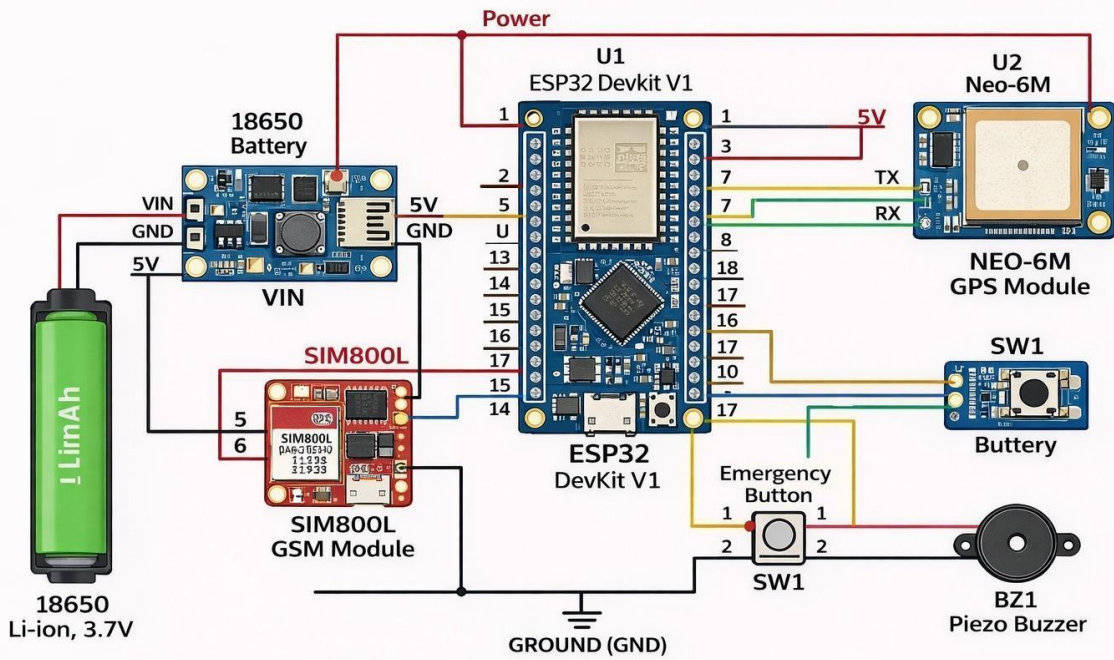 Power
U1
ESP32 Devkit V1
U2
Neo-6M
18650
Battery
VIN
GND
5V
5V
GND
VIN
1
2
5
U
13
14
15
16
17
15
14
1
3
7
7
8
18
17
16
17
10
-
17
5V
TX
RX
NEO-6M
GPS Module
SIM800L
5
6
SIM800L
SIM800L
GSM Module
ESP32
DevKit V1
SW1
Buttery
Emergency
Button
1
1
2
2
SW1
BZ1
Piezo Buzzer
I LimAh
18650
Li-ion, 3.7V
GROUND (GND)